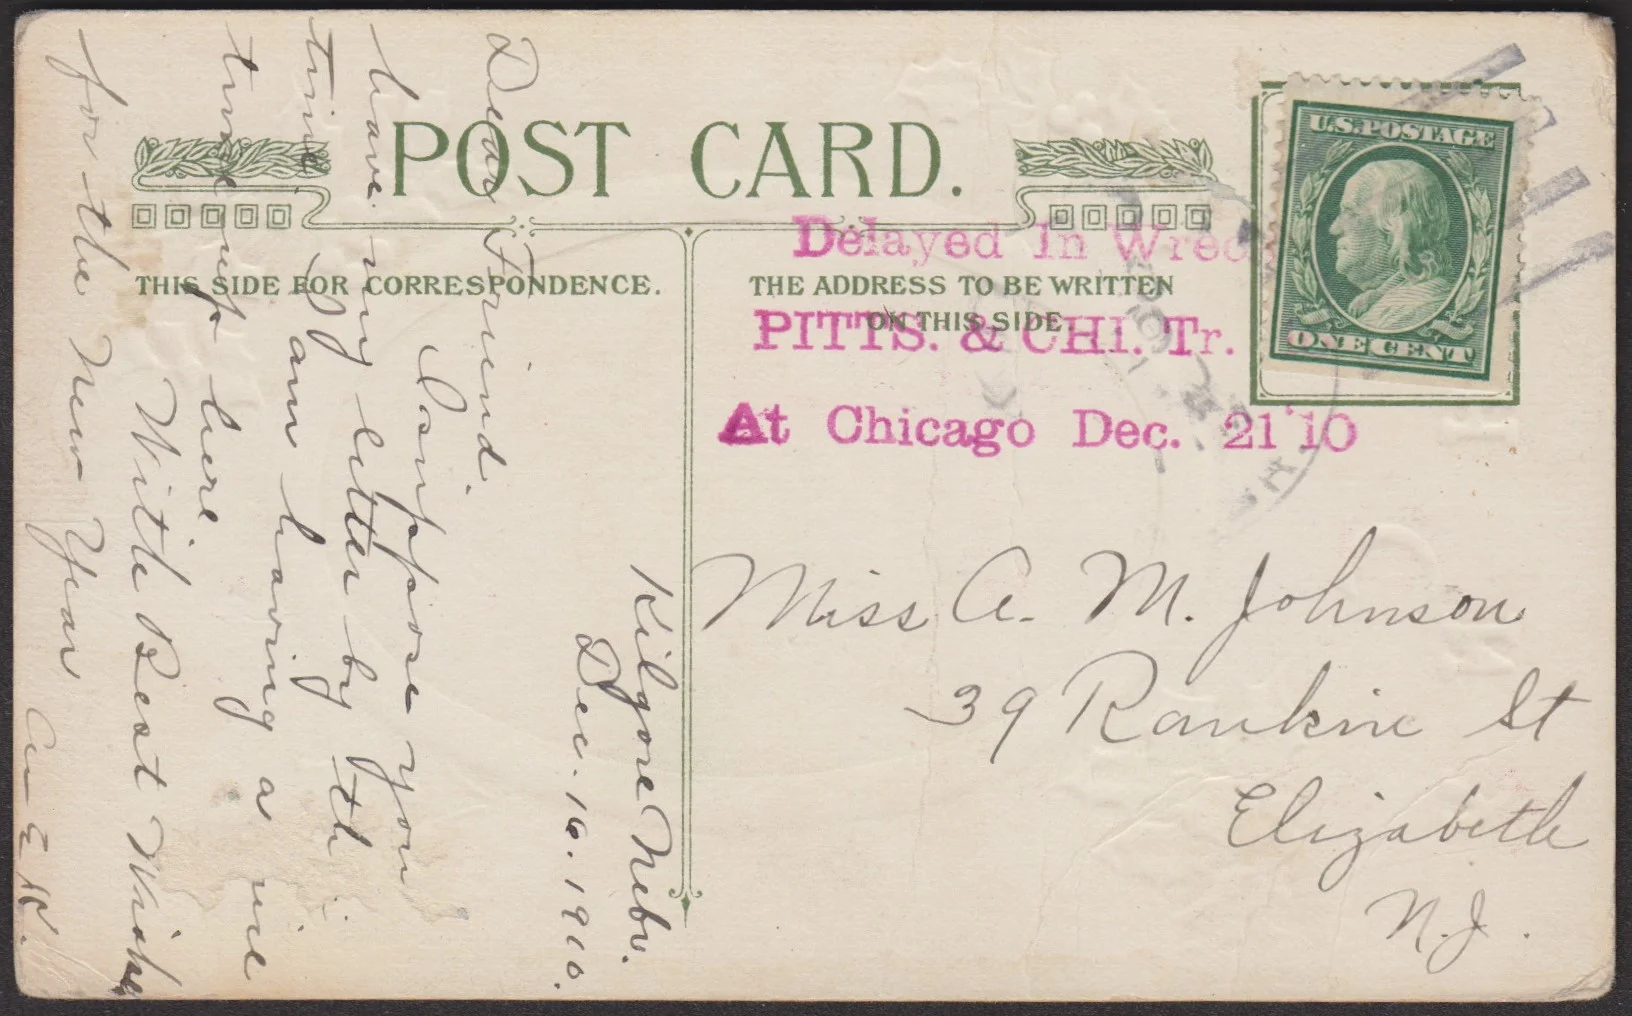 POST CARD.
THIS SIDE FOR CORRESPONDENCE.
THE ADDRESS TO BE WRITTEN
ON THIS SIDE.
U.S.POSTAGE
ONE CENT
Delayed In Wrec
PITTS. & CHI. Tr.
At Chicago Dec. 21'10
Miss A. M. Johnson
39 Rankin St
Elizabeth
N.J.
Kilgore Nebr.
Dec. 16. 1910.
Dear Friend.
I suppose you
have my letter by th
time. I am having a nice
time up here
With Best Wishe
for the New Year